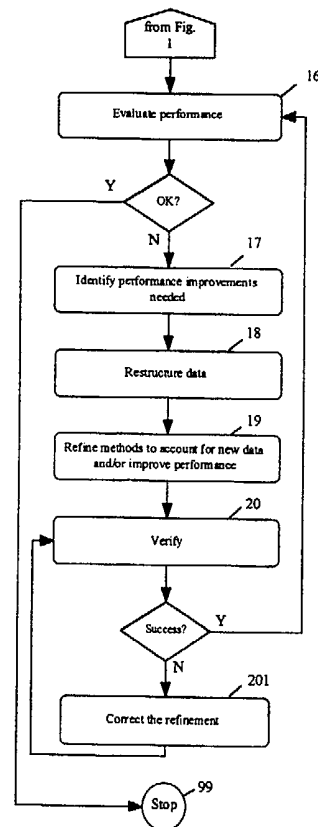 from Fig.
1
16
Evaluate performance
Y
OK?
N
17
Identify performance improvements
needed
18
Restructure data
19
Refine methods to account for new data
and/or improve performance
20
Verify
Success?
Y
N
201
Correct the refinement
99
Stop